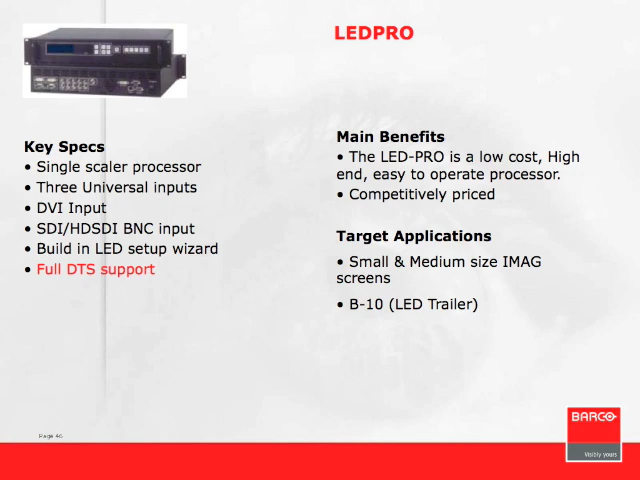 LEDPRO
Key Specs
• Single scaler processor
• Three Universal inputs
• DVI Input
• SDI/HDSDI BNC input
• Build in LED setup wizard
• Full DTS support
Main Benefits
• The LED-PRO is a low cost, High
end, easy to operate processor.
• Competitively priced
Target Applications
• Small & Medium size IMAG
screens
• B-10 (LED Trailer)
Page 46
BARCO
Visibly yours